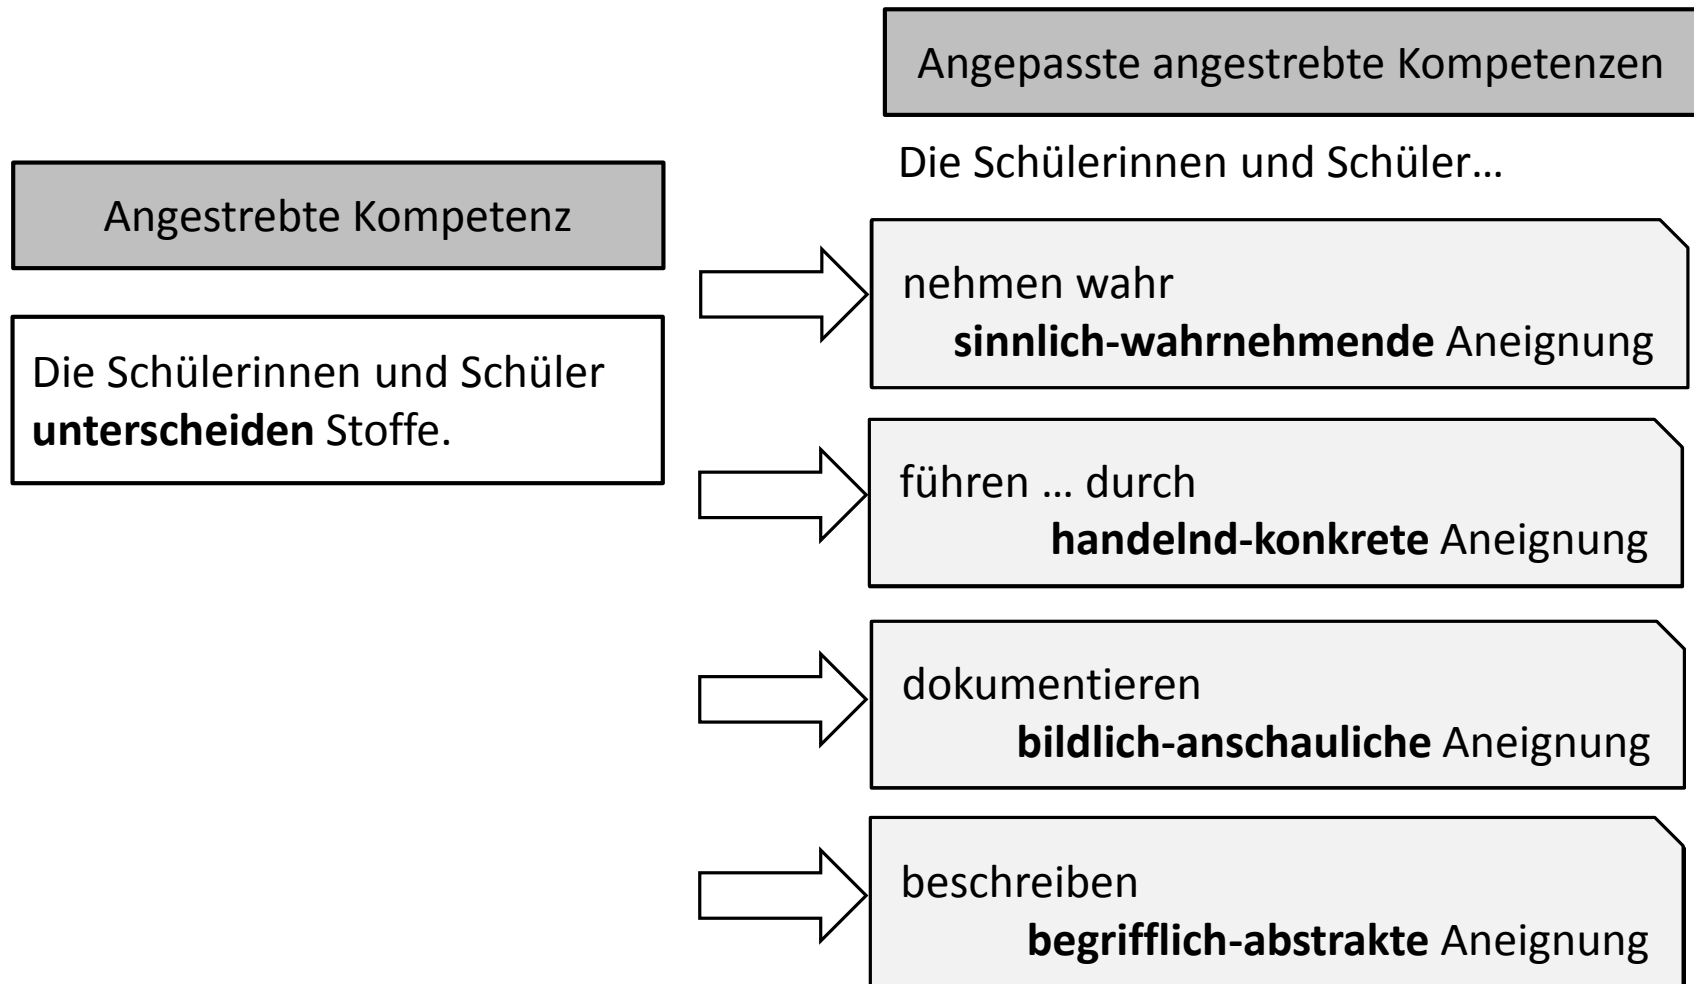 Angestrebte Kompetenz
Die Schülerinnen und Schüler
unterscheiden Stoffe.
Angepasste angestrebte Kompetenzen
Die Schülerinnen und Schüler...
nehmen wahr
sinnlich-wahrnehmende Aneignung
führen ... durch
handelnd-konkrete Aneignung
dokumentieren
bildlich-anschauliche Aneignung
beschreiben
begrifflich-abstrakte Aneignung